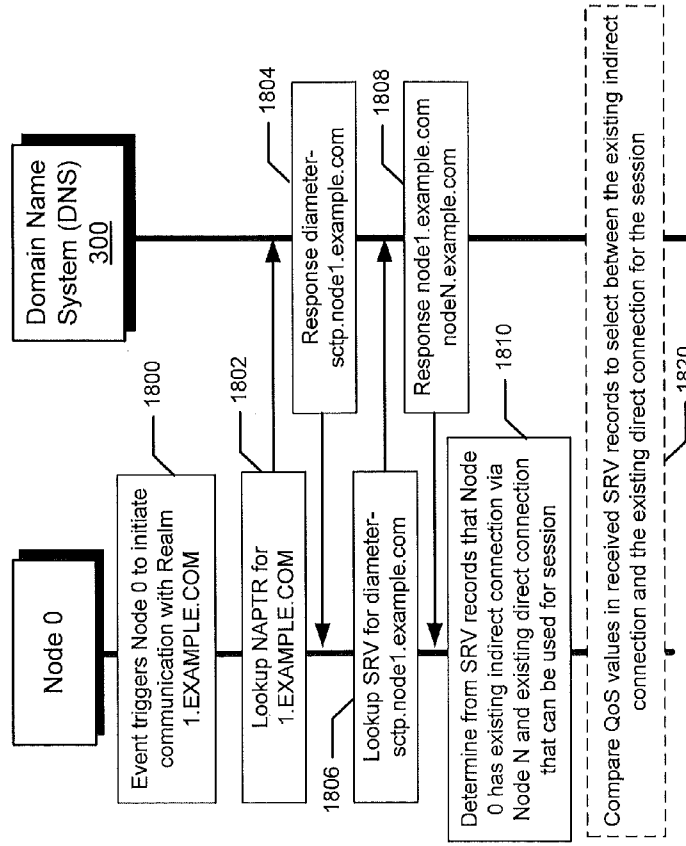 Node 0
Domain Name
System (DNS)
300
Event triggers Node 0 to initiate
communication with Realm
1.EXAMPLE.COM
1800
Lookup NAPTR for
1.EXAMPLE.COM
1802
Response diameter-
sctp.node1.example.com
1804
Lookup SRV for diameter-
sctp.node1.example.com
1806
Response node1.example.com
nodeN.example.com
1808
Determine from SRV records that Node
0 has existing indirect connection via
Node N and existing direct connection
that can be used for session
1810
Compare QoS values in received SRV records to select between the existing indirect
connection and the existing direct connection for the session
1820